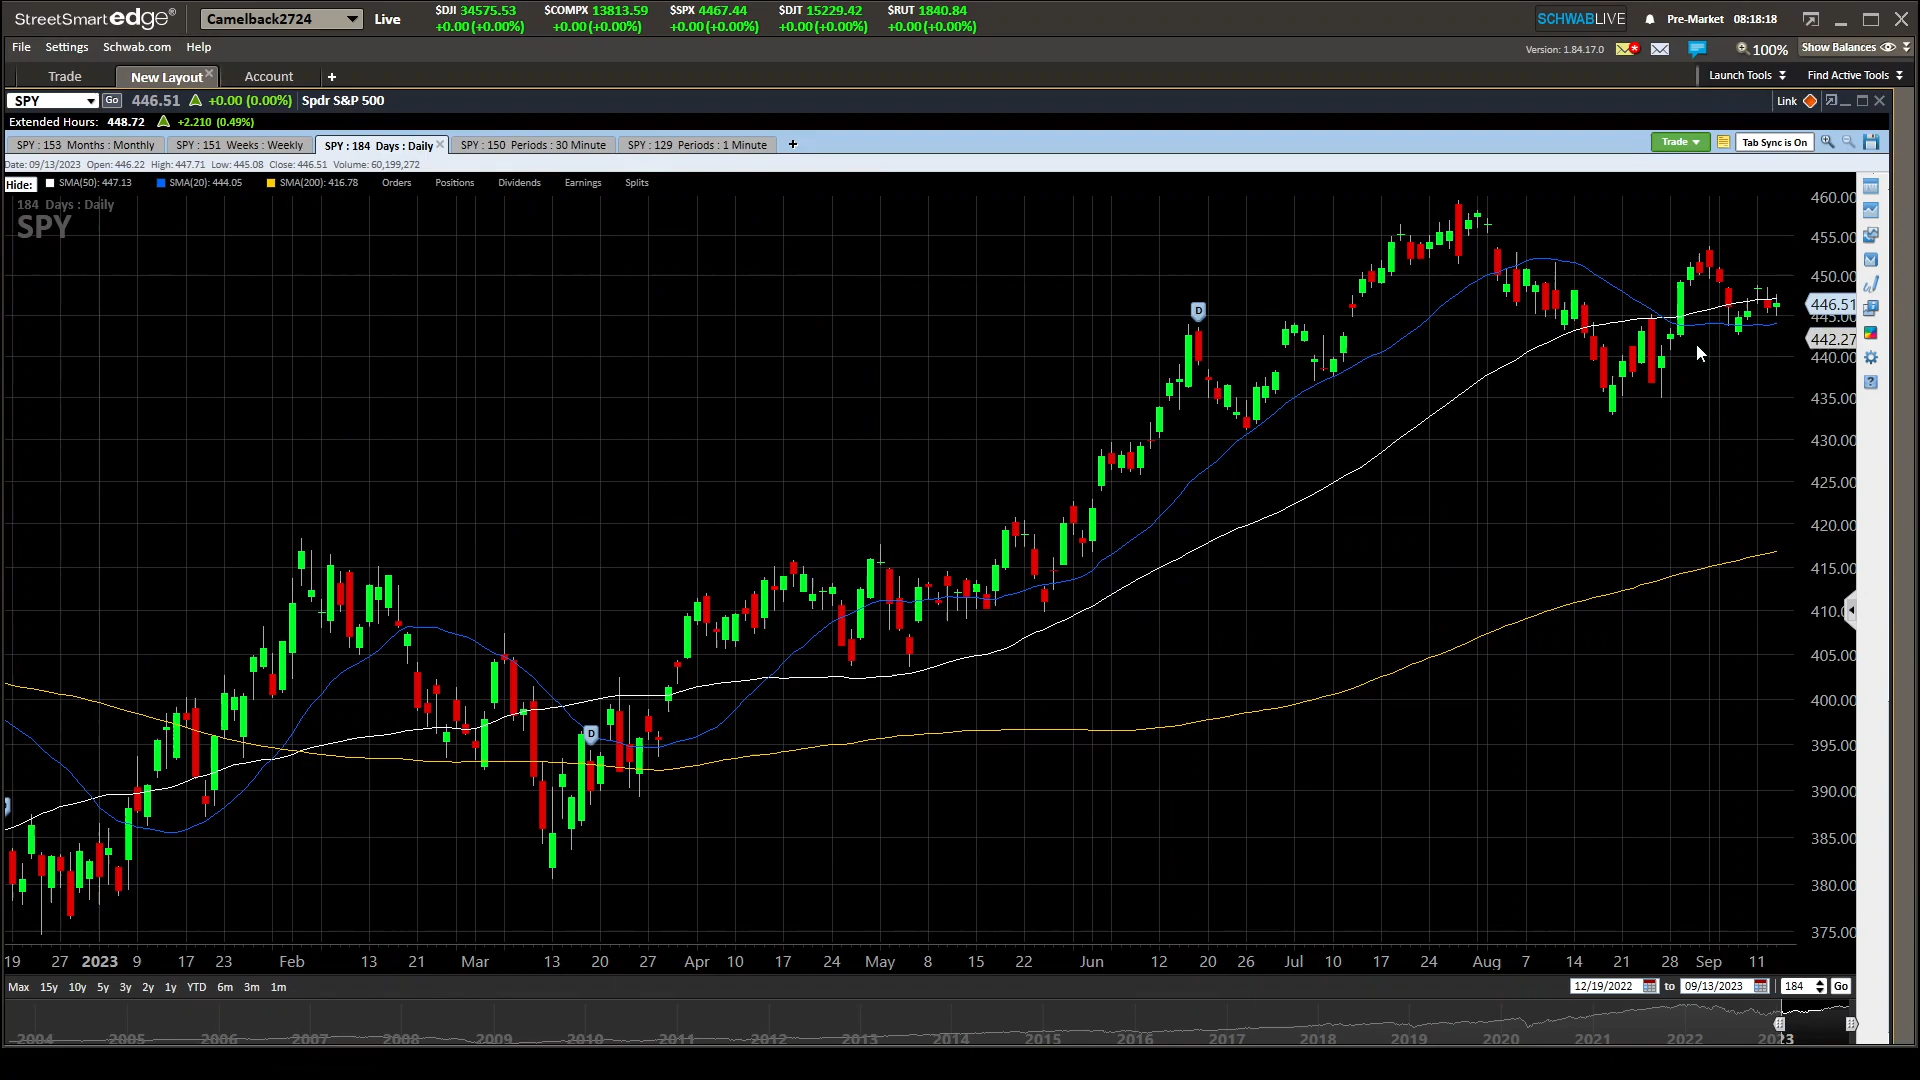 StreetSmart edge®
Camelback2724
Live
$DJI 34575.53
+0.00 (+0.00%)
$COMPX 13813.59
+0.00 (+0.00%)
$SPX 4467.44
+0.00 (+0.00%)
$DJT 15229.42
+0.00 (+0.00%)
$RUT 1840.84
+0.00 (+0.00%)
SCHWABLIVE
Pre-Market 08:18:18
File Settings Schwab.com Help
Version: 1.84.17.0
100%
Show Balances
Trade New Layout Account +
Launch Tools Find Active Tools
SPY Go 446.51 +0.00 (0.00%) Spdr S&P 500
Link
Extended Hours: 448.72 +2.210 (0.49%)
SPY : 153 Months : Monthly
SPY : 151 Weeks : Weekly
SPY : 184 Days : Daily
SPY : 150 Periods : 30 Minute
SPY : 129 Periods : 1 Minute
+
Trade
Tab Sync is On
Date: 09/13/2023 Open: 446.22 High: 447.71 Low: 445.08 Close: 446.51 Volume: 60,199,272
Hide: SMA(50): 447.13 SMA(20): 444.05 SMA(200): 416.78 Orders Positions Dividends Earnings Splits
184 Days : Daily
SPY
460.00
455.00
450.00
446.51
445.00
442.27
440.00
435.00
430.00
425.00
420.00
415.00
410.0
405.00
400.00
395.00
390.00
385.00
380.00
375.00
D
D
?
19 27 2023 9 17 23 Feb 13 21 Mar 13 20 27 Apr 10 17 24 May 8 15 22 Jun 12 20 26 Jul 10 17 24 Aug 7 14 21 28 Sep 11
Max 15y 10y 5y 3y 2y 1y YTD 6m 3m 1m
12/19/2022 to 09/13/2023 184 Go
2004 2005 2006 2007 2008 2009 2010 2011 2012 2013 2014 2015 2016 2017 2018 2019 2020 2021 2022 2023